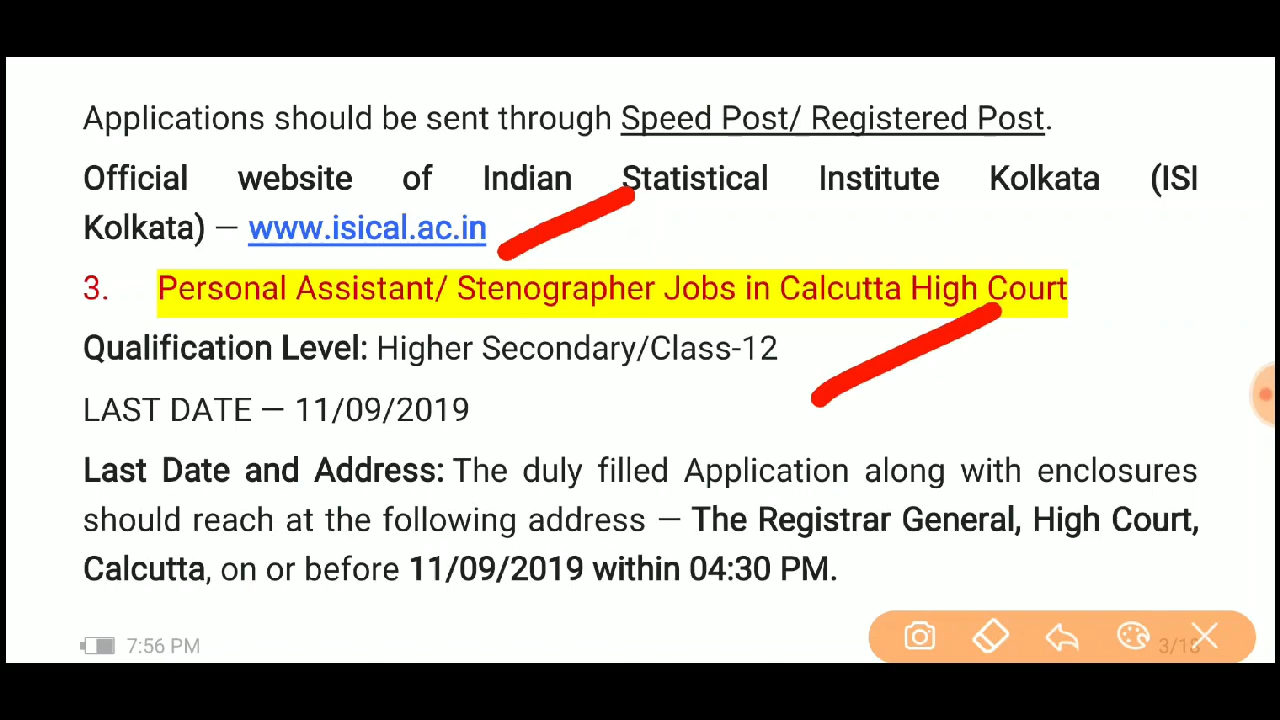 Applications should be sent through Speed Post/ Registered Post.
Official website of Indian Statistical Institute Kolkata (ISI
Kolkata) – www.isical.ac.in
3. Personal Assistant/ Stenographer Jobs in Calcutta High Court
Qualification Level: Higher Secondary/Class-12
LAST DATE – 11/09/2019
Last Date and Address: The duly filled Application along with enclosures
should reach at the following address – The Registrar General, High Court,
Calcutta, on or before 11/09/2019 within 04:30 PM.
7:56 PM